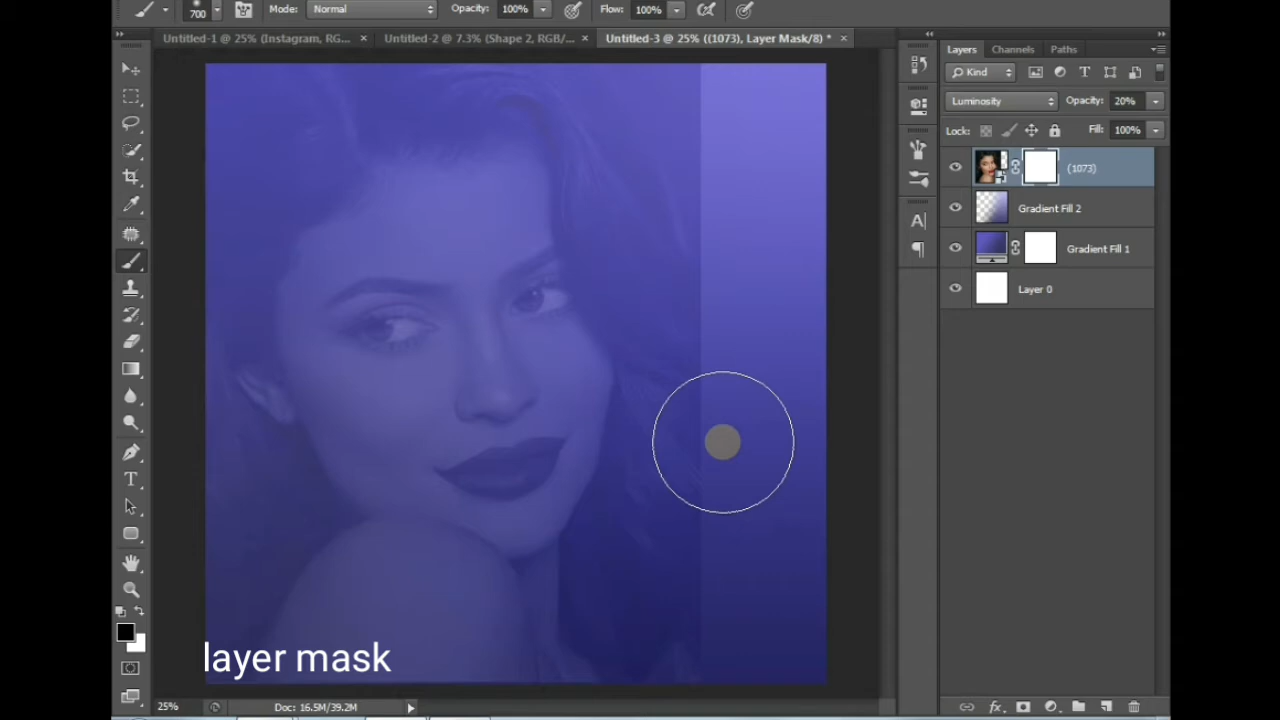 700 Mode: Normal Opacity: 100% Flow: 100%
Untitled-1 @ 25% (Instagram, RG... × Untitled-2 @ 7.3% (Shape 2, RGB/... × Untitled-3 @ 25% ((1073), Layer Mask/8) * ×
Layers Channels Paths
Kind
Luminosity Opacity: 20%
Lock: Fill: 100%
(1073)
Gradient Fill 2
Gradient Fill 1
Layer 0
layer mask
25% Doc: 16.5M/39.2M